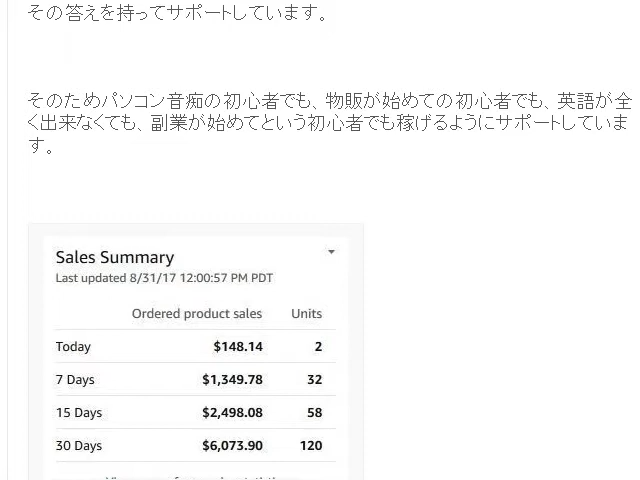 その答えを持ってサポートしています。
そのためパソコン音痴の初心者でも、物販が始めての初心者でも、英語が全
く出来なくても、副業が始めてという初心者でも稼げるようにサポートしていま
す。
Sales Summary
Last updated 8/31/17 12:00:57 PM PDT
Ordered product sales Units
Today $148.14 2
7 Days $1,349.78 32
15 Days $2,498.08 58
30 Days $6,073.90 120